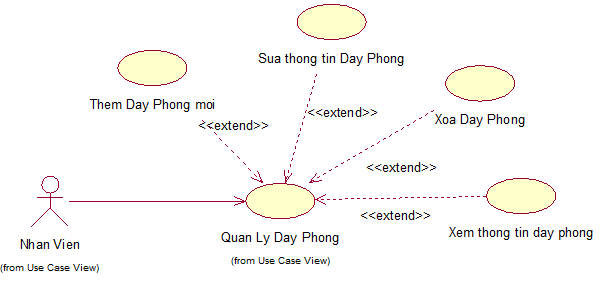 Sua thong tin Day Phong
Them Day Phong moi
<<extend>>
<<extend>>
Xoa Day Phong
<<extend>>
<<extend>>
Xem thong tin day phong
Nhan Vien
(from Use Case View)
Quan Ly Day Phong
(from Use Case View)